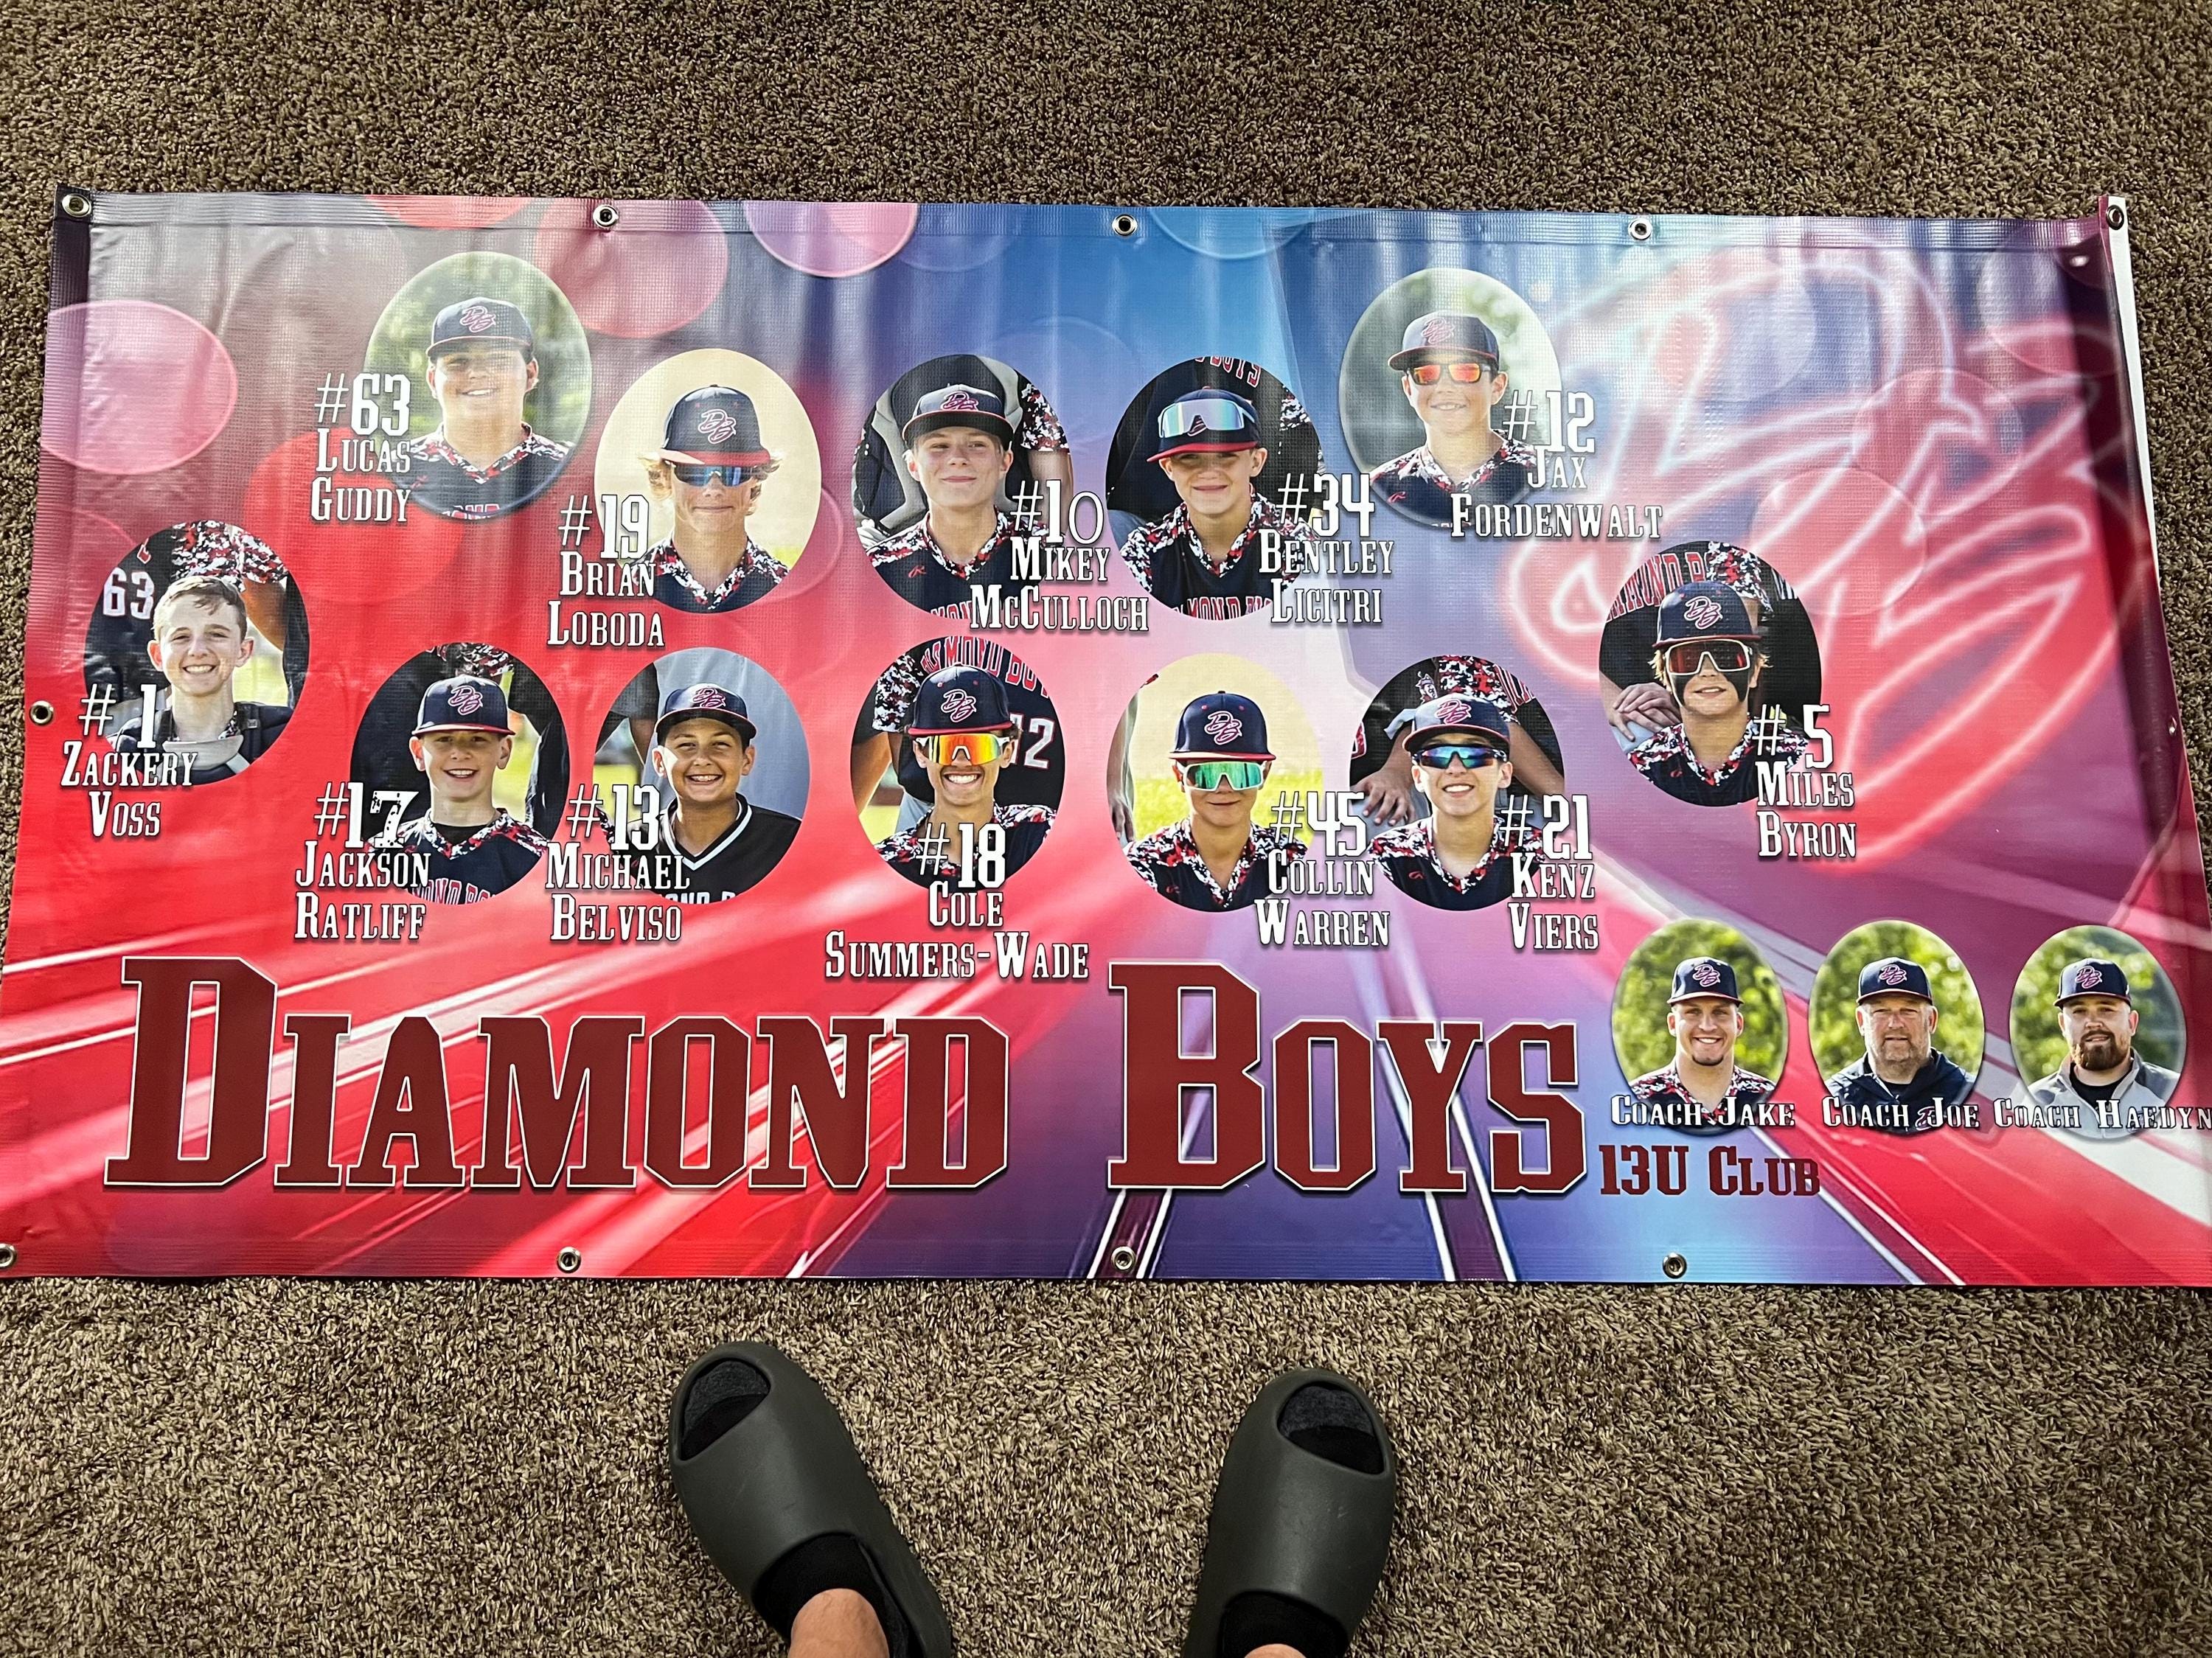 #63
Lucas
Guddy
#19
Brian
Loboda
#10
Mikey
McCulloch
#34
Bentley
Licitri
#12
Jax
Fordenwalt
63
#1
Zackery
Voss
#17
Jackson
Ratliff
#13
Michael
Belviso
12
#18
Cole
Summers-Wade
#45
Collin
Warren
#21
Kenz
Viers
#5
Miles
Byron
Diamond Boys
Coach Jake
Coach Joe
Coach Haedyn
13U Club